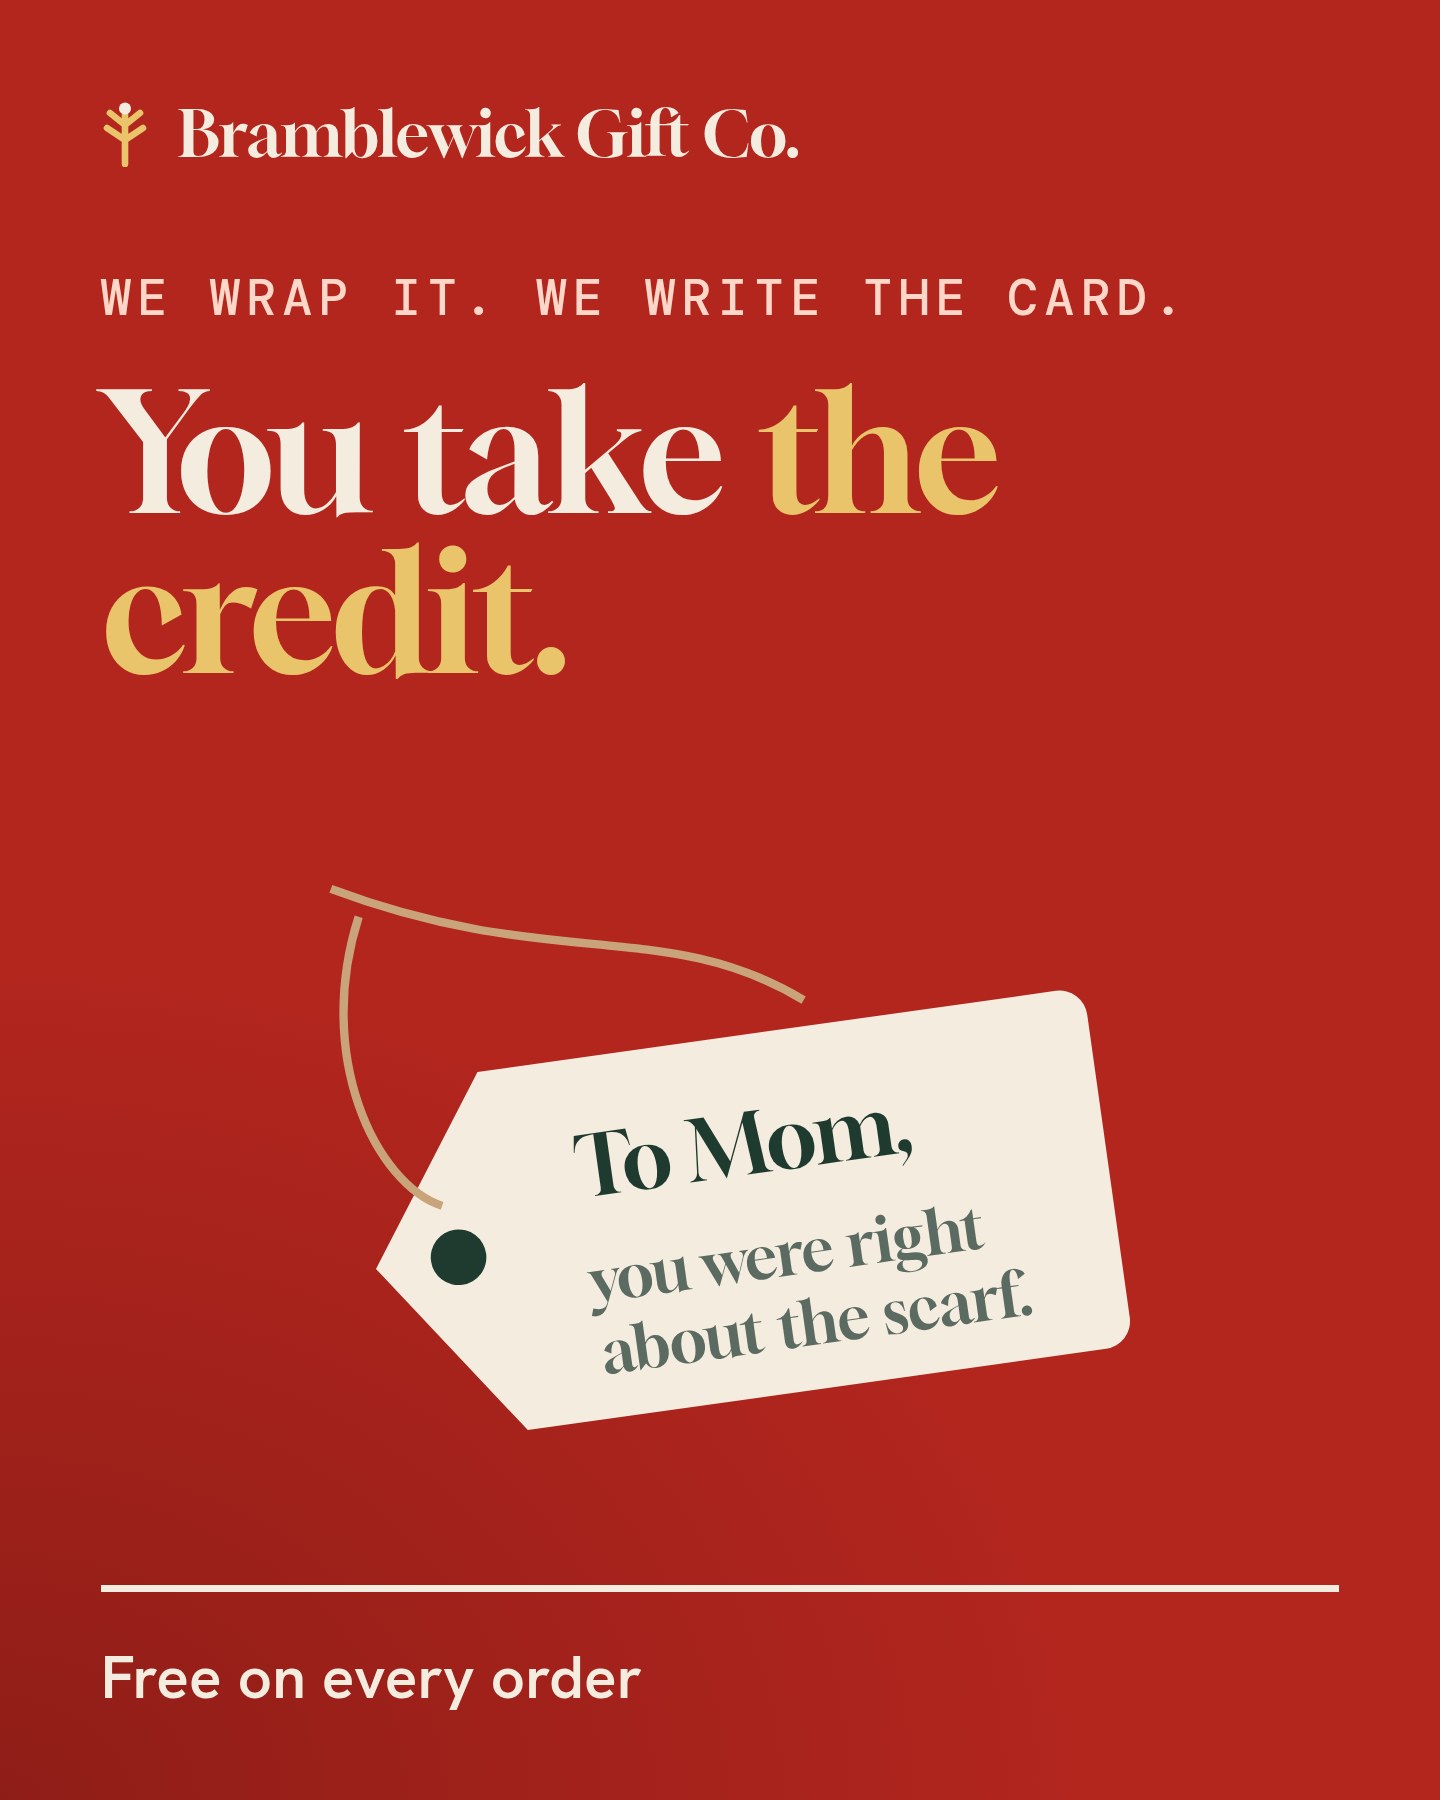 Bramblewick Gift Co.
WE WRAP IT. WE WRITE THE CARD.
You take the
credit.
To Mom,
you were right
about the scarf.
Free on every order